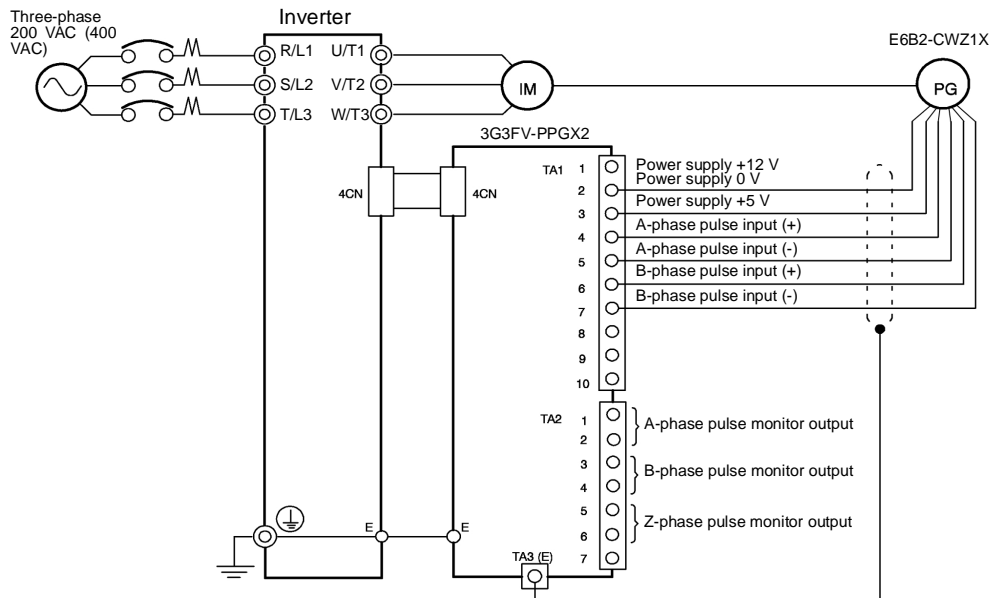 Three-phase
200 VAC (400
VAC)
Inverter
R/L1 U/T1
S/L2 V/T2
T/L3 W/T3
IM
E6B2-CWZ1X
PG
3G3FV-PPGX2
4CN
4CN
TA1
1 Power supply +12 V
2 Power supply 0 V
3 Power supply +5 V
4 A-phase pulse input (+)
5 A-phase pulse input (-)
6 B-phase pulse input (+)
7 B-phase pulse input (-)
8
9
10
TA2
1
2
A-phase pulse monitor output
3
4
B-phase pulse monitor output
5
6
Z-phase pulse monitor output
7
E
E
TA3 (E)